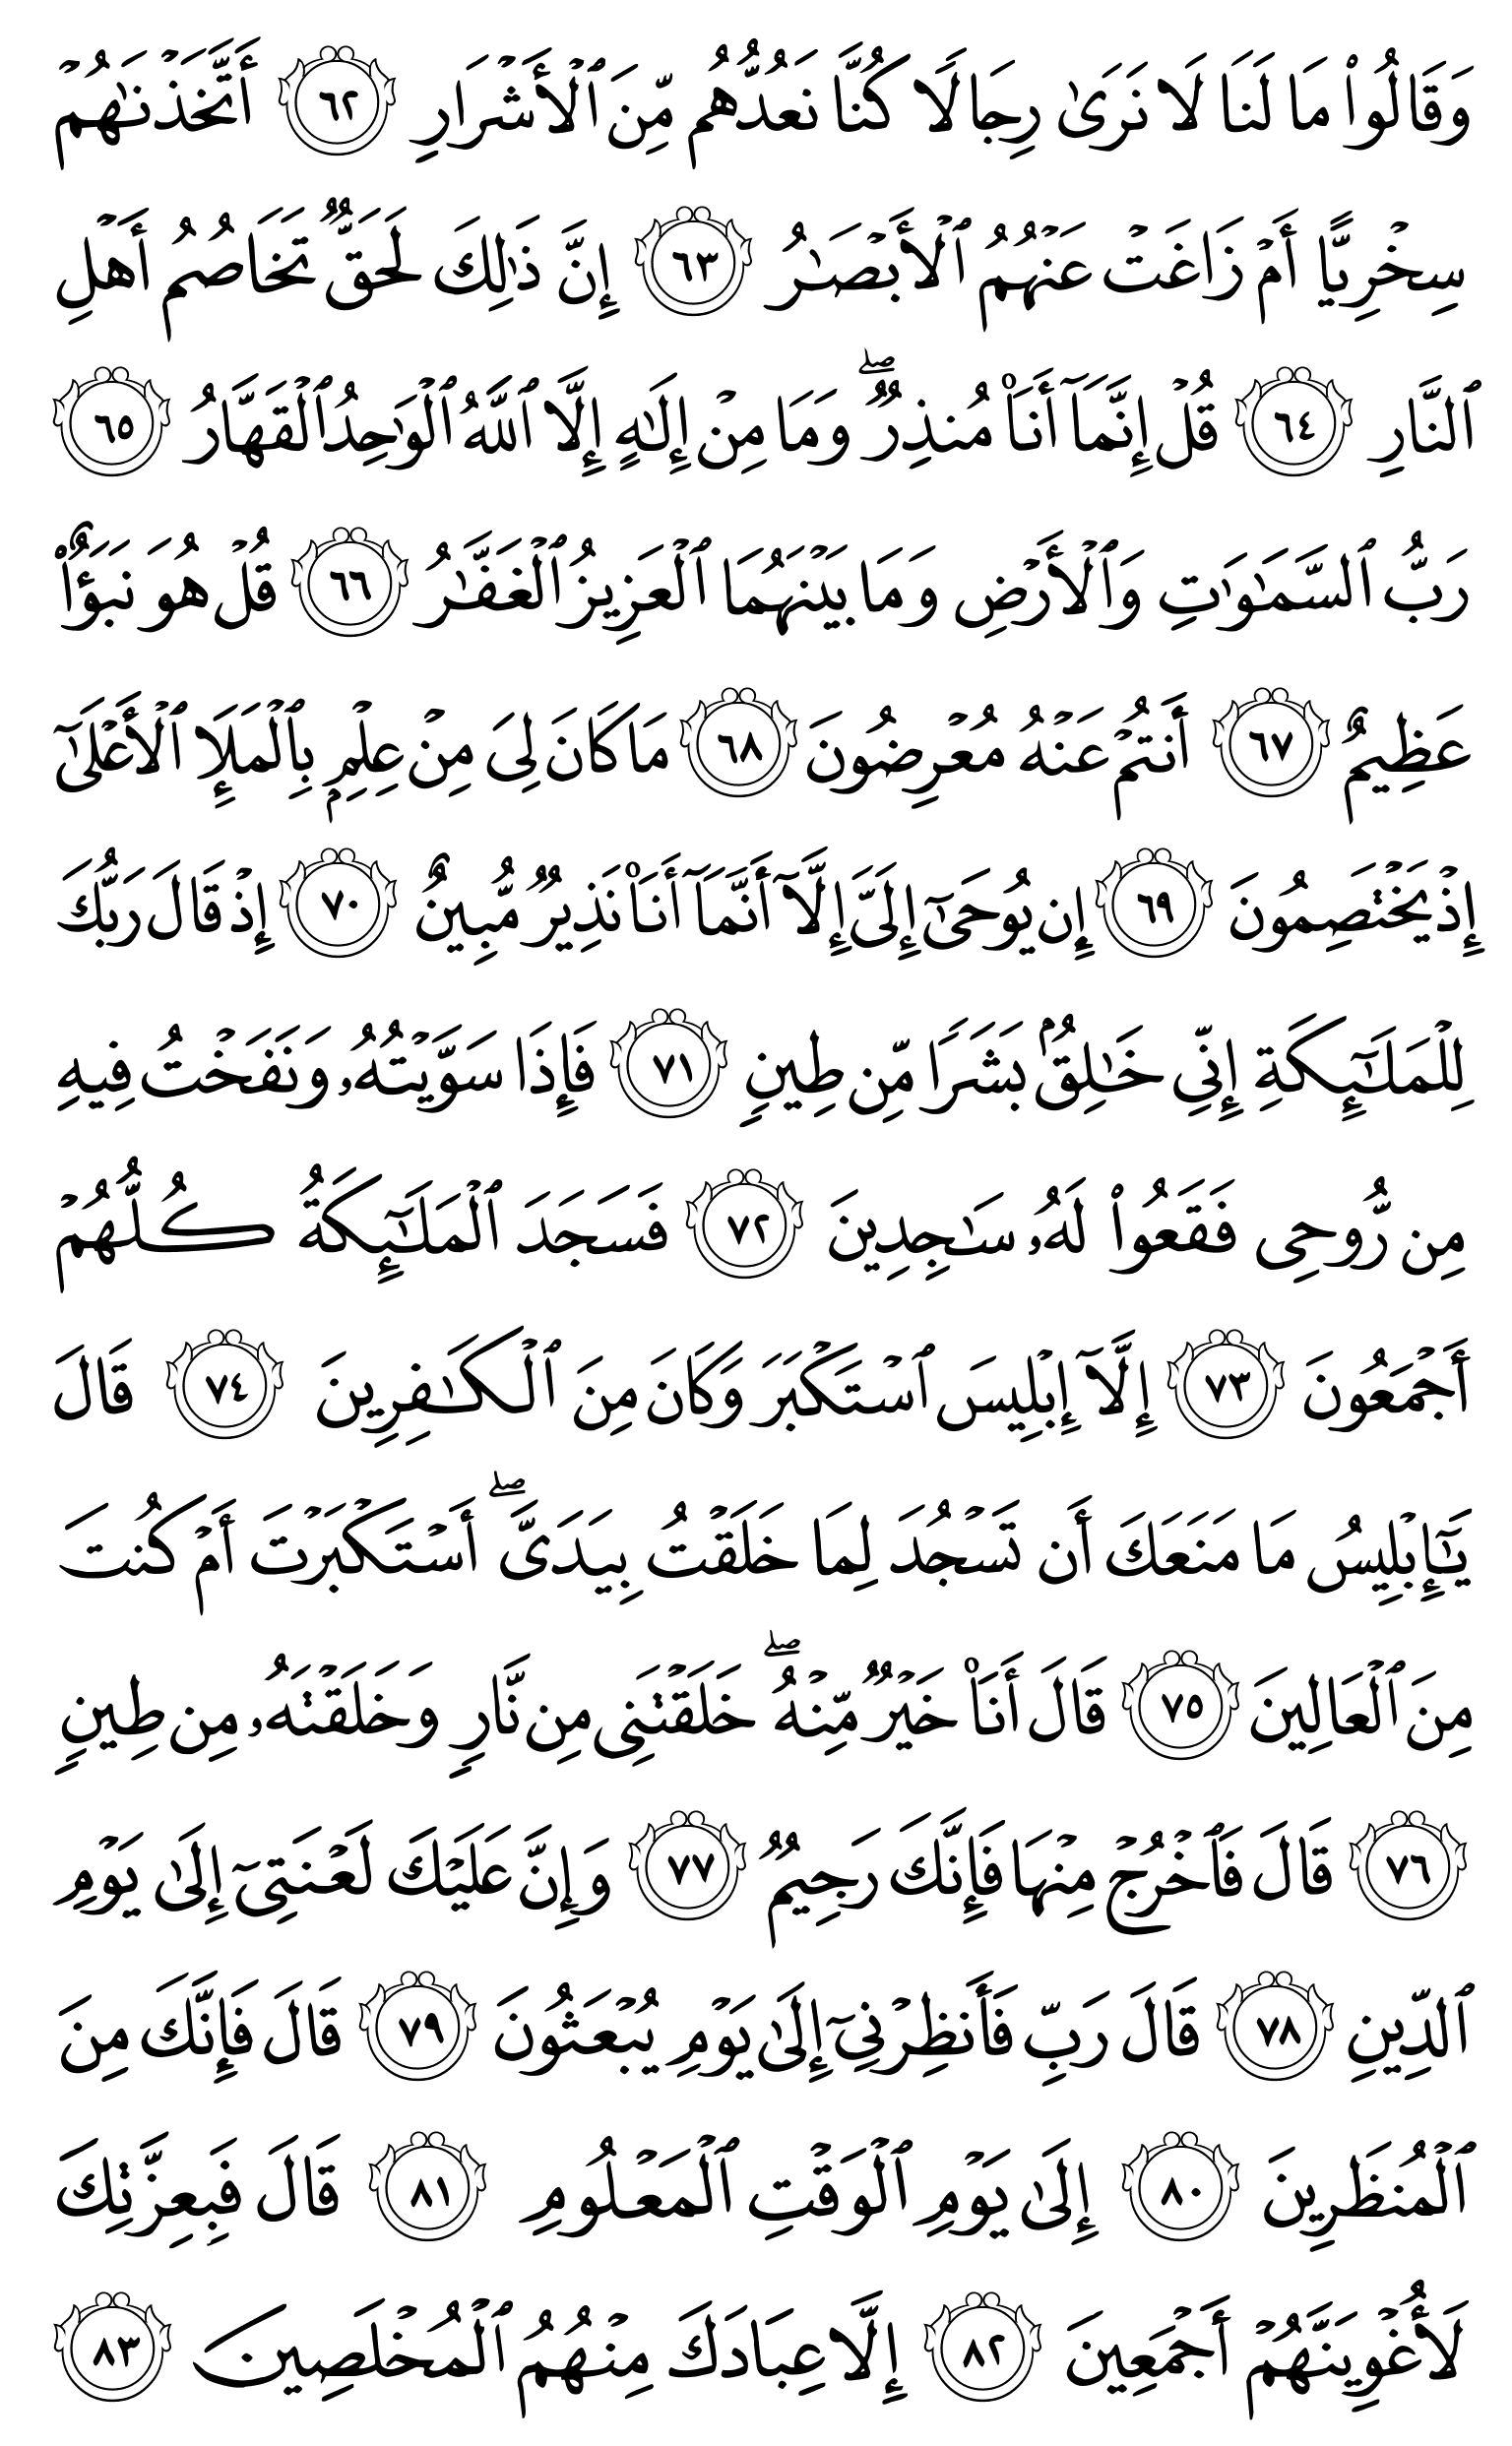 وَقَالُوا۟ مَا لَنَا لَا نَرَىٰ رِجَالًا كُنَّا نَعُدُّهُم مِّنَ ٱلْأَشْرَارِ ٦٢ أَتَّخَذْنَـٰهُمْ
سِخْرِيًّا أَمْ زَاغَتْ عَنْهُمُ ٱلْأَبْصَـٰرُ ٦٣ إِنَّ ذَٰلِكَ لَحَقٌّ تَخَاصُمُ أَهْلِ
ٱلنَّارِ ٦٤ قُلْ إِنَّمَآ أَنَا۠ مُنذِرٌ ۖ وَمَا مِنْ إِلَـٰهٍ إِلَّا ٱللَّهُ ٱلْوَٰحِدُ ٱلْقَهَّارُ ٦٥
رَبُّ ٱلسَّمَـٰوَٰتِ وَٱلْأَرْضِ وَمَا بَيْنَهُمَا ٱلْعَزِيزُ ٱلْغَفَّـٰرُ ٦٦ قُلْ هُوَ نَبَؤٌا۟
عَظِيمٌ ٦٧ أَنتُمْ عَنْهُ مُعْرِضُونَ ٦٨ مَا كَانَ لِىَ مِنْ عِلْمٍۭ بِٱلْمَلَإِ ٱلْأَعْلَىٰٓ
إِذْ يَخْتَصِمُونَ ٦٩ إِن يُوحَىٰٓ إِلَىَّ إِلَّآ أَنَّمَآ أَنَا۠ نَذِيرٌ مُّبِينٌ ٧٠ إِذْ قَالَ رَبُّكَ
لِلْمَلَـٰٓئِكَةِ إِنِّى خَـٰلِقٌۢ بَشَرًا مِّن طِينٍ ٧١ فَإِذَا سَوَّيْتُهُۥ وَنَفَخْتُ فِيهِ
مِن رُّوحِى فَقَعُوا۟ لَهُۥ سَـٰجِدِينَ ٧٢ فَسَجَدَ ٱلْمَلَـٰٓئِكَةُ كُلُّهُمْ
أَجْمَعُونَ ٧٣ إِلَّآ إِبْلِيسَ ٱسْتَكْبَرَ وَكَانَ مِنَ ٱلْكَـٰفِرِينَ ٧٤ قَالَ
يَـٰٓإِبْلِيسُ مَا مَنَعَكَ أَن تَسْجُدَ لِمَا خَلَقْتُ بِيَدَىَّ ۖ أَسْتَكْبَرْتَ أَمْ كُنتَ
مِنَ ٱلْعَالِينَ ٧٥ قَالَ أَنَا۠ خَيْرٌ مِّنْهُ ۖ خَلَقْتَنِى مِن نَّارٍ وَخَلَقْتَهُۥ مِن طِينٍ
٧٦ قَالَ فَٱخْرُجْ مِنْهَا فَإِنَّكَ رَجِيمٌ ٧٧ وَإِنَّ عَلَيْكَ لَعْنَتِىٓ إِلَىٰ يَوْمِ
ٱلدِّينِ ٧٨ قَالَ رَبِّ فَأَنظِرْنِىٓ إِلَىٰ يَوْمِ يُبْعَثُونَ ٧٩ قَالَ فَإِنَّكَ مِنَ
ٱلْمُنظَرِينَ ٨٠ إِلَىٰ يَوْمِ ٱلْوَقْتِ ٱلْمَعْلُومِ ٨١ قَالَ فَبِعِزَّتِكَ
لَأُغْوِيَنَّهُمْ أَجْمَعِينَ ٨٢ إِلَّا عِبَادَكَ مِنْهُمُ ٱلْمُخْلَصِينَ ٨٣